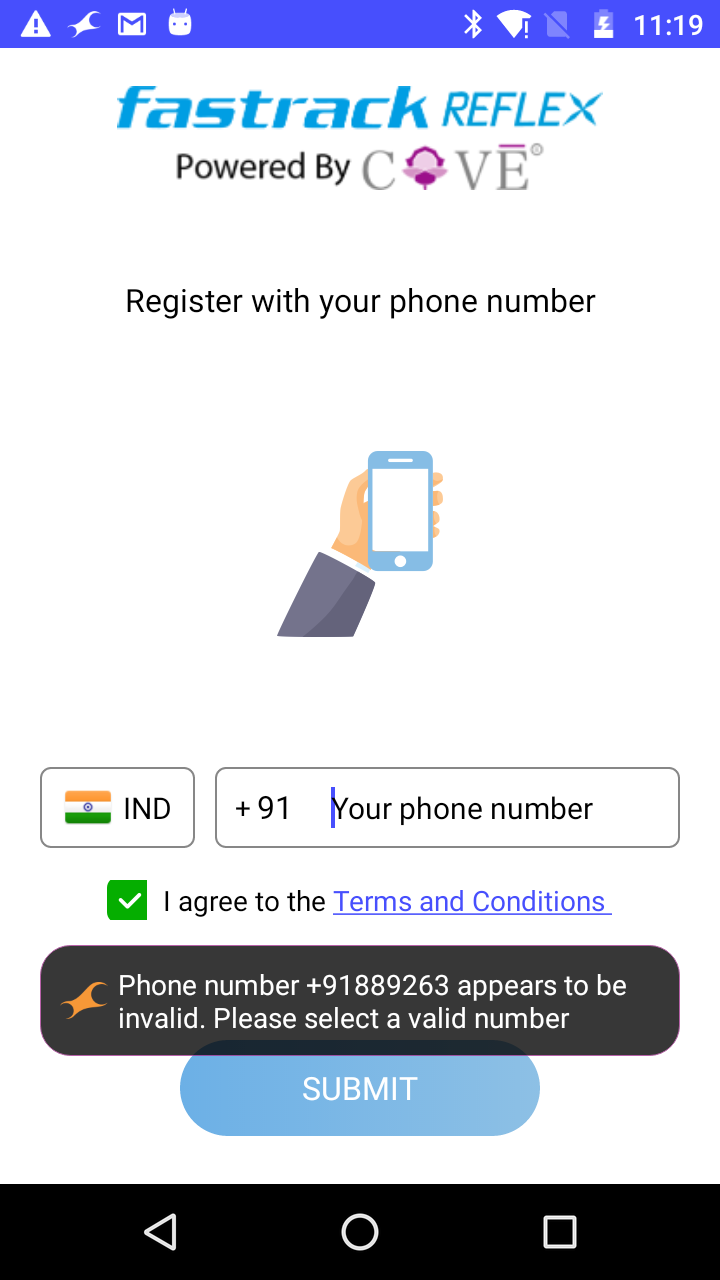 11:19
fastrack REFLEX
Powered By COVĒ®
Register with your phone number
IND
+ 91 Your phone number
I agree to the Terms and Conditions
Phone number +91889263 appears to be
invalid. Please select a valid number
SUBMIT